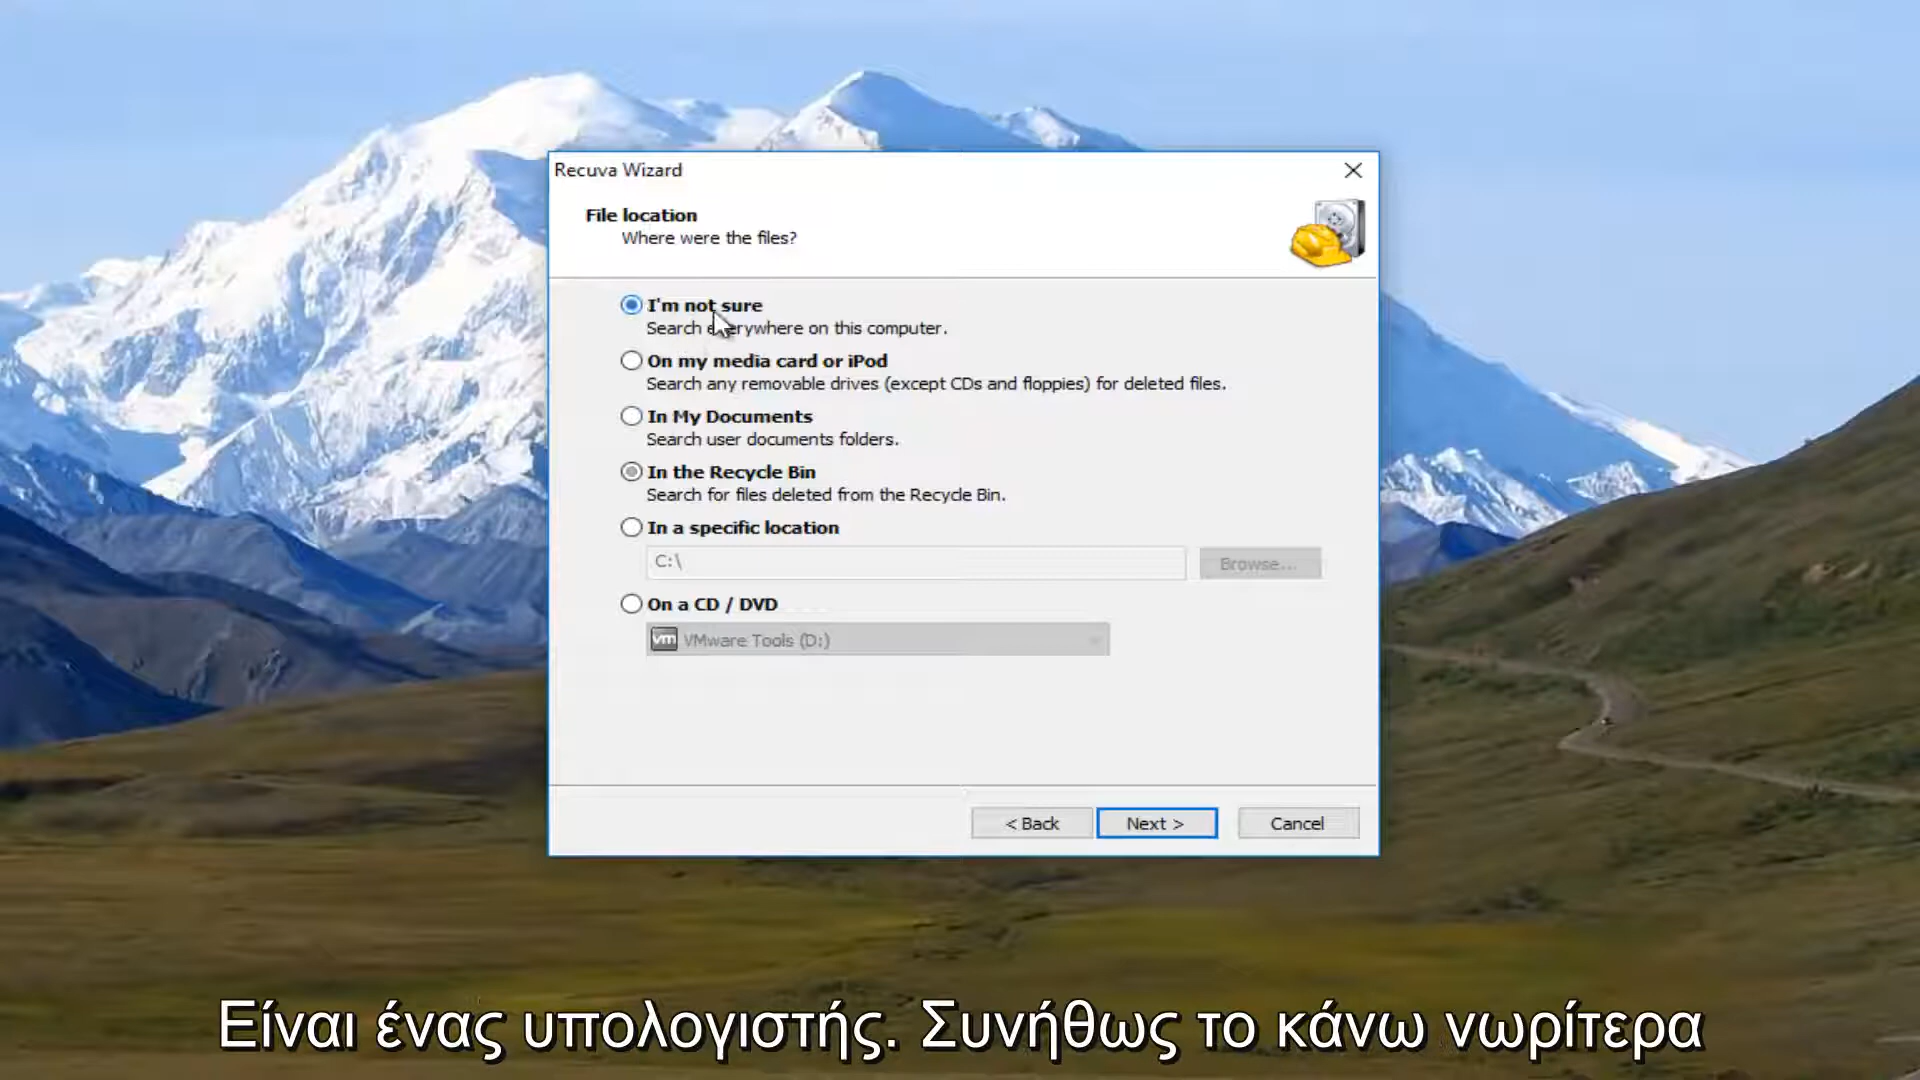 Recuva Wizard
File location
Where were the files?
I'm not sure
Search everywhere on this computer.
On my media card or iPod
Search any removable drives (except CDs and floppies) for deleted files.
In My Documents
Search user documents folders.
In the Recycle Bin
Search for files deleted from the Recycle Bin.
In a specific location
C:\
Browse...
On a CD / DVD
vm VMware Tools (D:)
< Back
Next >
Cancel
Είναι ένας υπολογιστής. Συνήθως το κάνω νωρίτερα